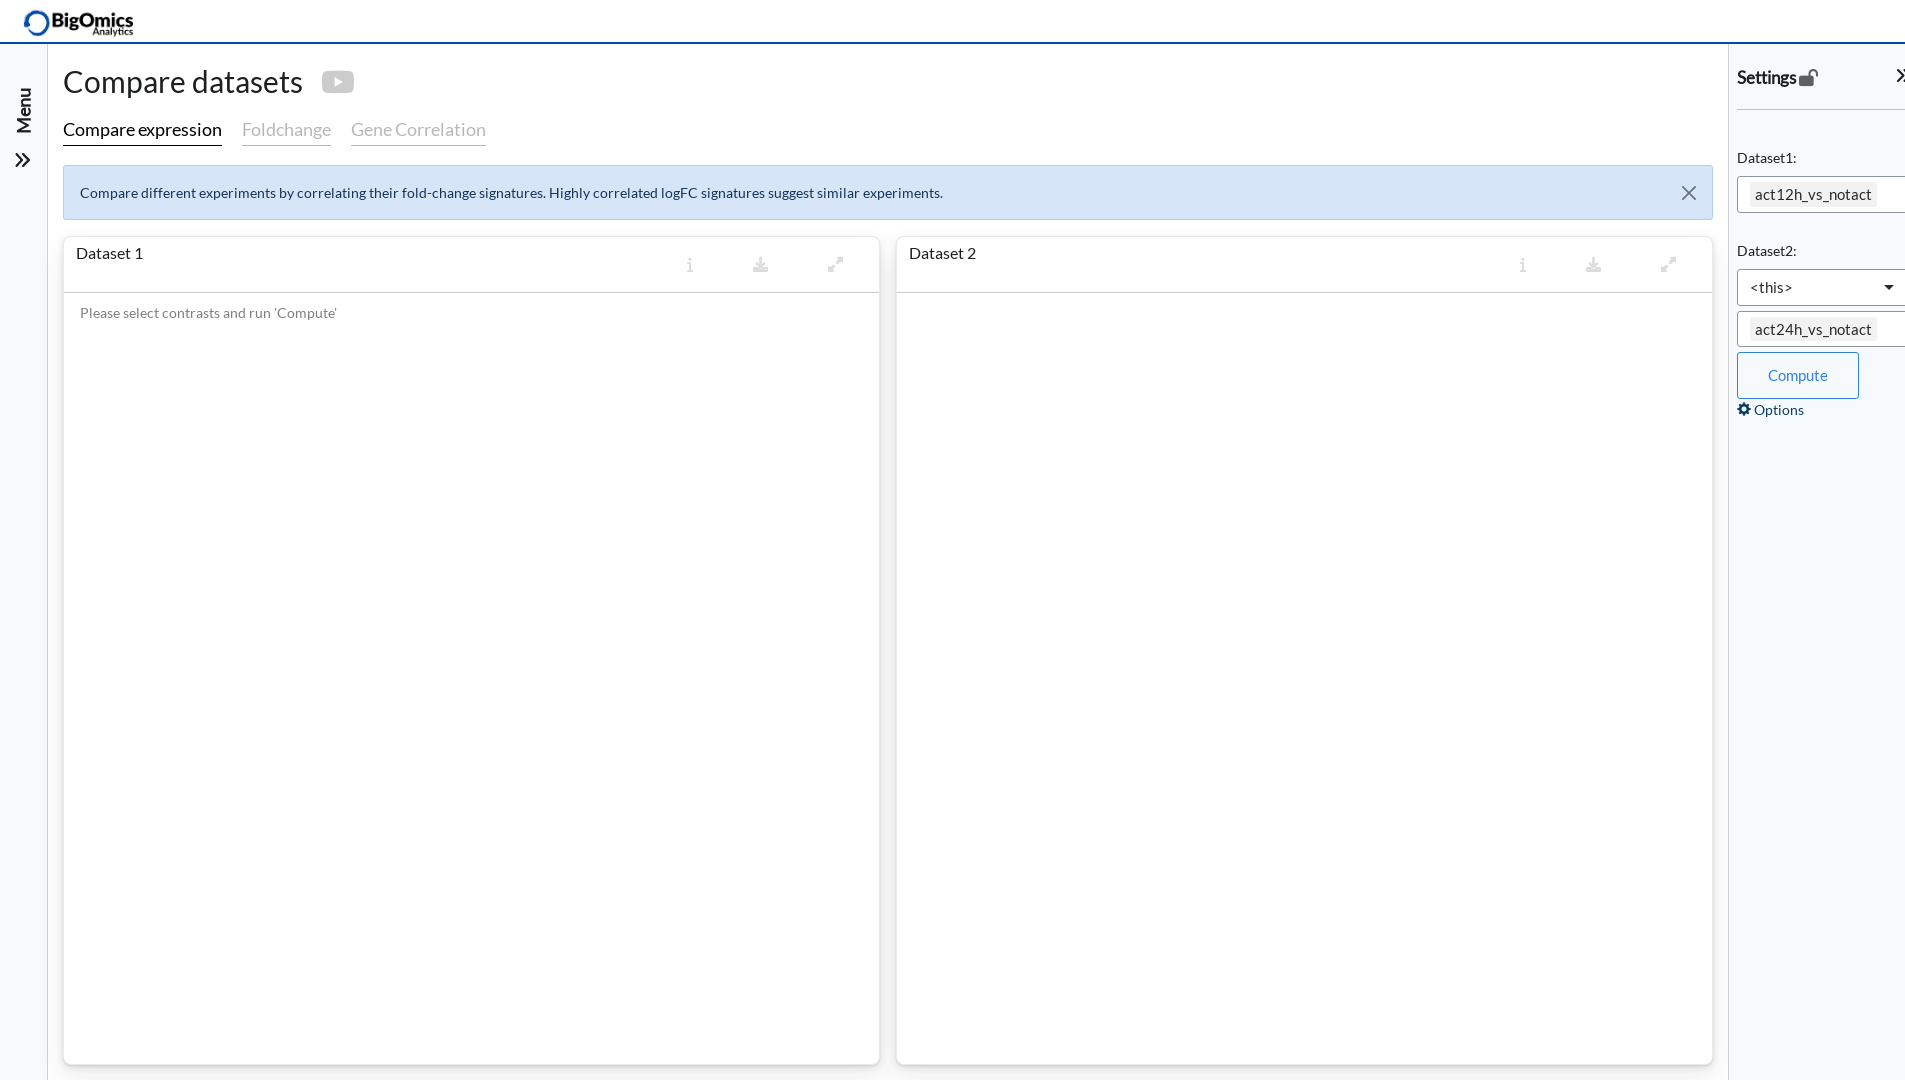 BigOmics
Analytics
Menu
Compare datasets
Compare expression Foldchange Gene Correlation
Compare different experiments by correlating their fold-change signatures. Highly correlated logFC signatures suggest similar experiments.
Dataset 1
Please select contrasts and run 'Compute'
Dataset 2
Settings
Dataset1:
act12h_vs_notact
Dataset2:
<this>
act24h_vs_notact
Compute
Options